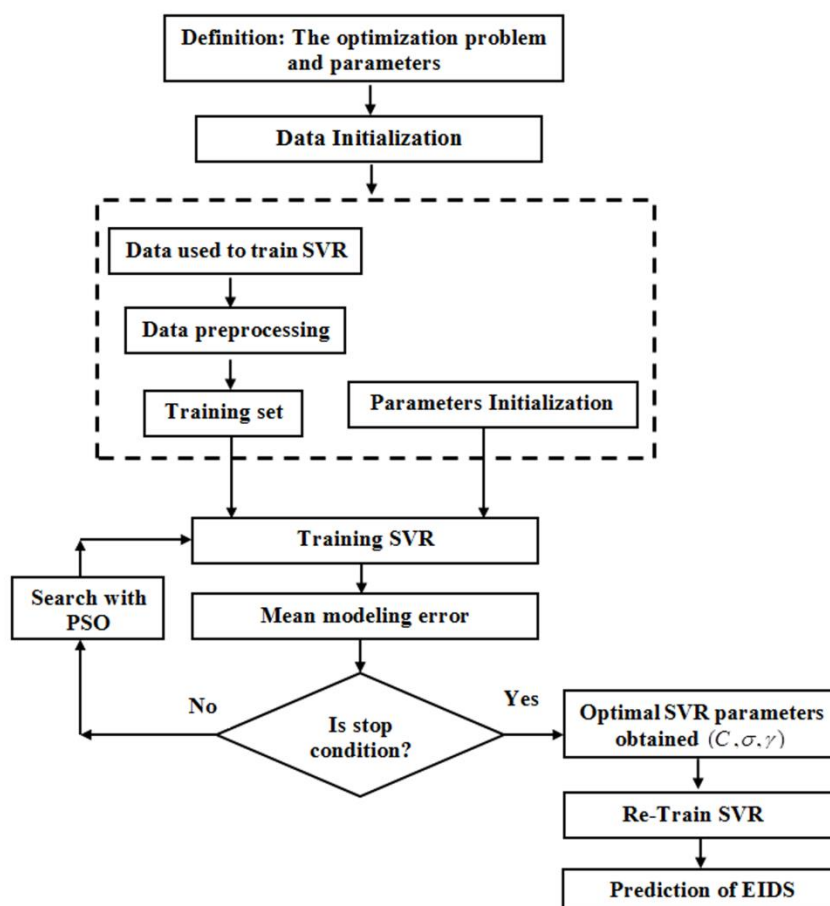 Definition: The optimization problem
and parameters
Data Initialization
Data used to train SVR
Data preprocessing
Training set
Parameters Initialization
Training SVR
Search with
PSO
Mean modeling error
No
Is stop
condition?
Yes
Optimal SVR parameters
obtained (C,σ,γ)
Re-Train SVR
Prediction of EIDS